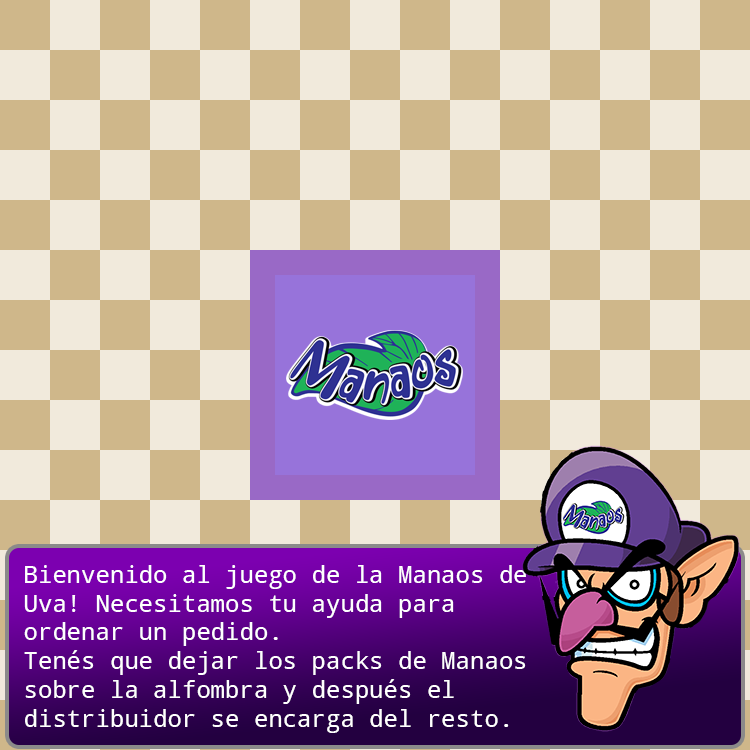 Manaos
Manaos
Bienvenido al juego de la Manaos de
Uva! Necesitamos tu ayuda para
ordenar un pedido.
Tenés que dejar los packs de Manaos
sobre la alfombra y después el
distribuidor se encarga del resto.